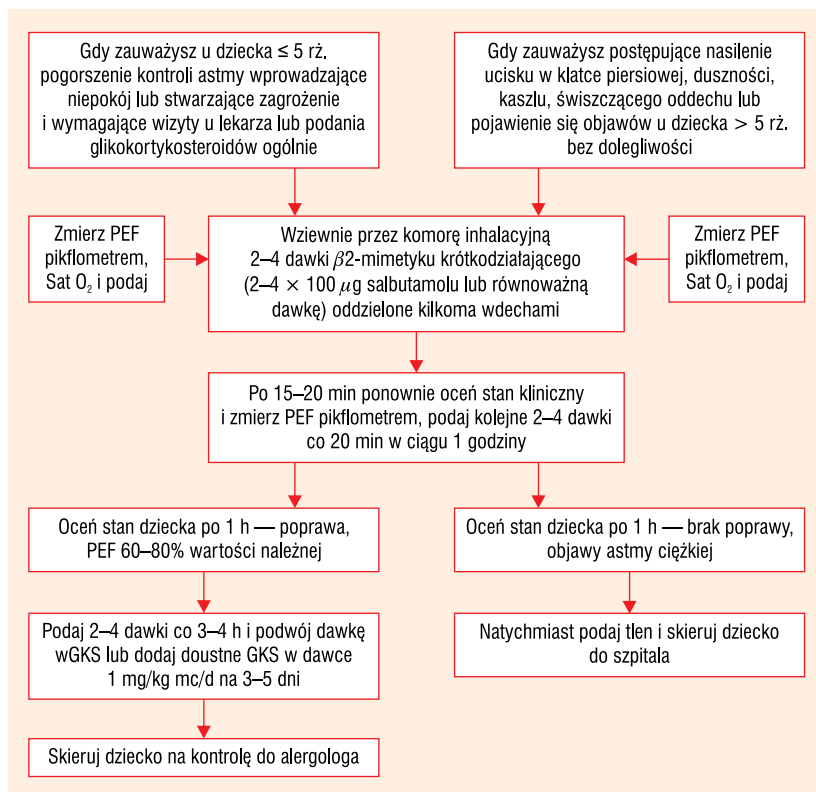 Gdy zauważysz u dziecka ≤ 5 rż.
pogorszenie kontroli astmy wprowadzające
niepokój lub stwarzające zagrożenie
i wymagające wizyty u lekarza lub podania
glikokortykosteroidów ogólnie
Gdy zauważysz postępujące nasilenie
ucisku w klatce piersiowej, duszności,
kaszlu, świszczącego oddechu lub
pojawienie się objawów u dziecka > 5 rż.
bez dolegliwości
Zmierz PEF
pikflometrem,
Sat O₂ i podaj
Wziewnie przez komorę inhalacyjną
2–4 dawki β2-mimetyku krótkodziałającego
(2–4 × 100 μg salbutamolu lub równoważną
dawkę) oddzielone kilkoma wdechami
Zmierz PEF
pikflometrem,
Sat O₂ i podaj
Po 15–20 min ponownie oceń stan kliniczny
i zmierz PEF pikflometrem, podaj kolejne 2–4 dawki
co 20 min w ciągu 1 godziny
Oceń stan dziecka po 1 h — poprawa,
PEF 60–80% wartości należnej
Oceń stan dziecka po 1 h — brak poprawy,
objawy astmy ciężkiej
Podaj 2–4 dawki co 3–4 h i podwój dawkę
wGKS lub dodaj doustne GKS w dawce
1 mg/kg mc/d na 3–5 dni
Natychmiast podaj tlen i skieruj dziecko
do szpitala
Skieruj dziecko na kontrolę do alergologa